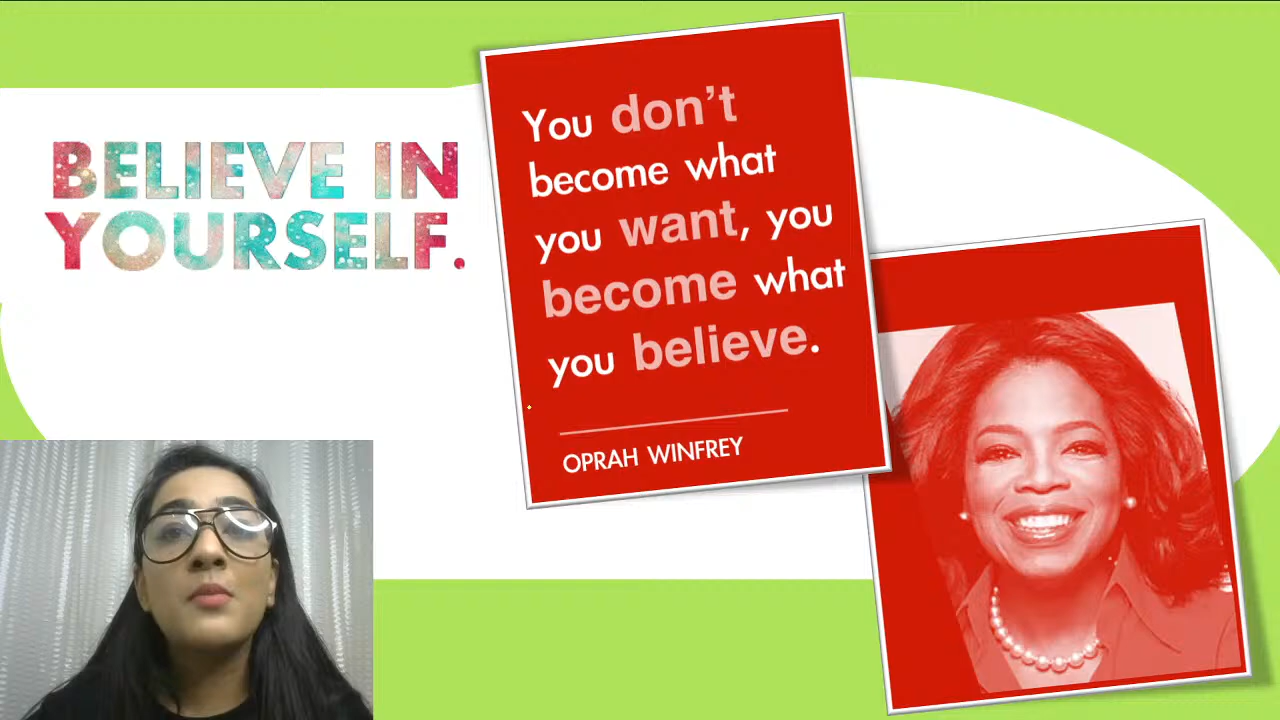 BELIEVE IN
YOURSELF.
You don’t
become what
you want, you
become what
you believe.
OPRAH WINFREY